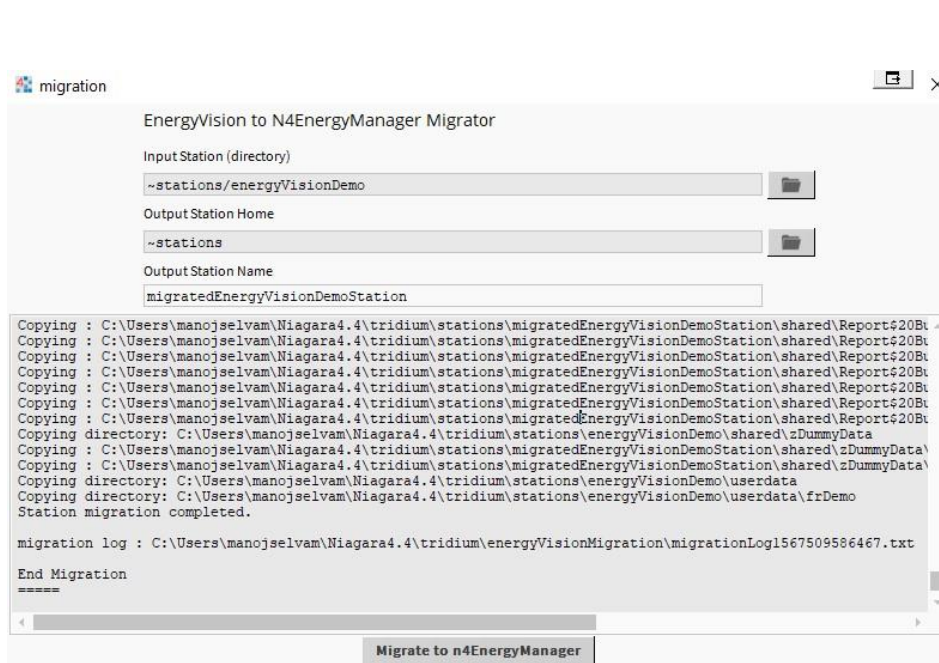 migration
EnergyVision to N4EnergyManager Migrator
Input Station (directory)
~stations/energyVisionDemo
Output Station Home
~stations
Output Station Name
migratedEnergyVisionDemoStation
Copying : C:\Users\manojselvam\Niagara4.4\tridium\stations\migratedEnergyVisionDemoStation\shared\Report$20Bu
Copying : C:\Users\manojselvam\Niagara4.4\tridium\stations\migratedEnergyVisionDemoStation\shared\Report$20Bu
Copying : C:\Users\manojselvam\Niagara4.4\tridium\stations\migratedEnergyVisionDemoStation\shared\Report$20Bu
Copying : C:\Users\manojselvam\Niagara4.4\tridium\stations\migratedEnergyVisionDemoStation\shared\Report$20Bu
Copying : C:\Users\manojselvam\Niagara4.4\tridium\stations\migratedEnergyVisionDemoStation\shared\Report$20Bu
Copying : C:\Users\manojselvam\Niagara4.4\tridium\stations\migratedEnergyVisionDemoStation\shared\Report$20Bu
Copying : C:\Users\manojselvam\Niagara4.4\tridium\stations\migratedEnergyVisionDemoStation\shared\Report$20Bu
Copying directory: C:\Users\manojselvam\Niagara4.4\tridium\stations\energyVisionDemo\shared\zDummyData
Copying : C:\Users\manojselvam\Niagara4.4\tridium\stations\migratedEnergyVisionDemoStation\shared\zDummyData\
Copying : C:\Users\manojselvam\Niagara4.4\tridium\stations\migratedEnergyVisionDemoStation\shared\zDummyData\
Copying directory: C:\Users\manojselvam\Niagara4.4\tridium\stations\energyVisionDemo\userdata
Copying directory: C:\Users\manojselvam\Niagara4.4\tridium\stations\energyVisionDemo\userdata\frDemo
Station migration completed.
migration log : C:\Users\manojselvam\Niagara4.4\tridium\energyVisionMigration\migrationLog1567509586467.txt
End Migration
=====
Migrate to n4EnergyManager